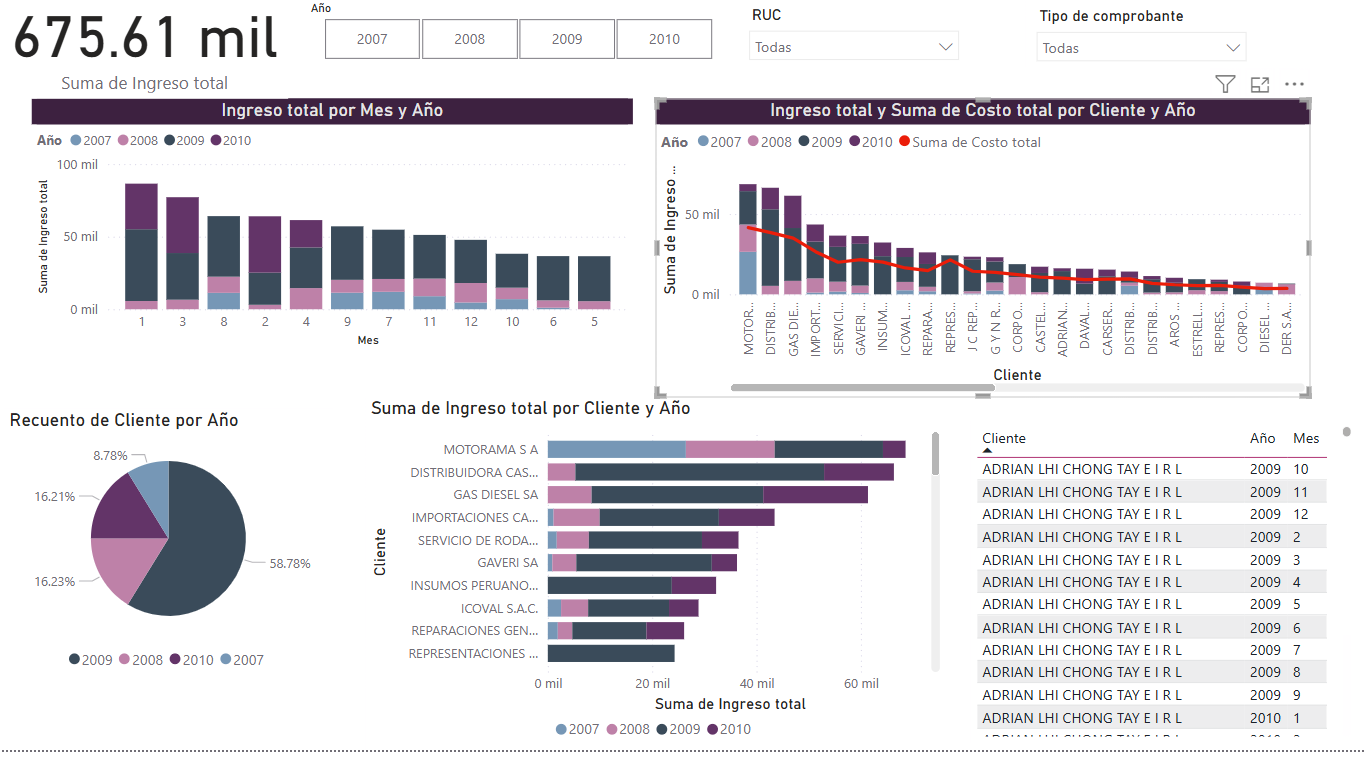 675.61 mil
Suma de Ingreso total
Año
2007
2008
2009
2010
RUC
Todas
Tipo de comprobante
Todas
Ingreso total por Mes y Año
Año 2007 2008 2009 2010
Suma de Ingreso total
100 mil
50 mil
0 mil
1 3 8 2 4 9 7 11 12 10 6 5
Mes
Ingreso total y Suma de Costo total por Cliente y Año
Año 2007 2008 2009 2010 Suma de Costo total
Suma de Ingreso ...
50 mil
0 mil
MOTOR...
DISTRIB...
GAS DIE...
IMPORT...
SERVICI...
GAVERI ...
INSUM...
ICOVAL ...
REPARA...
REPRES...
J C REP...
G Y N R...
CORPO...
CASTEL...
ADRIAN...
DAVAL...
CARSER...
DISTRIB...
DISTRIB...
AROS ...
ESTRELL...
REPRES...
CORPO...
DIESEL ...
DER S.A...
Cliente
Recuento de Cliente por Año
8.78%
16.21%
16.23%
58.78%
2009 2008 2010 2007
Suma de Ingreso total por Cliente y Año
Cliente
MOTORAMA S A
DISTRIBUIDORA CAS...
GAS DIESEL SA
IMPORTACIONES CA...
SERVICIO DE RODA...
GAVERI SA
INSUMOS PERUANO...
ICOVAL S.A.C.
REPARACIONES GEN...
REPRESENTACIONES ...
0 mil 20 mil 40 mil 60 mil
Suma de Ingreso total
2007 2008 2009 2010
Cliente Año Mes
ADRIAN LHI CHONG TAY E I R L 2009 10
ADRIAN LHI CHONG TAY E I R L 2009 11
ADRIAN LHI CHONG TAY E I R L 2009 12
ADRIAN LHI CHONG TAY E I R L 2009 2
ADRIAN LHI CHONG TAY E I R L 2009 3
ADRIAN LHI CHONG TAY E I R L 2009 4
ADRIAN LHI CHONG TAY E I R L 2009 5
ADRIAN LHI CHONG TAY E I R L 2009 6
ADRIAN LHI CHONG TAY E I R L 2009 7
ADRIAN LHI CHONG TAY E I R L 2009 8
ADRIAN LHI CHONG TAY E I R L 2009 9
ADRIAN LHI CHONG TAY E I R L 2010 1